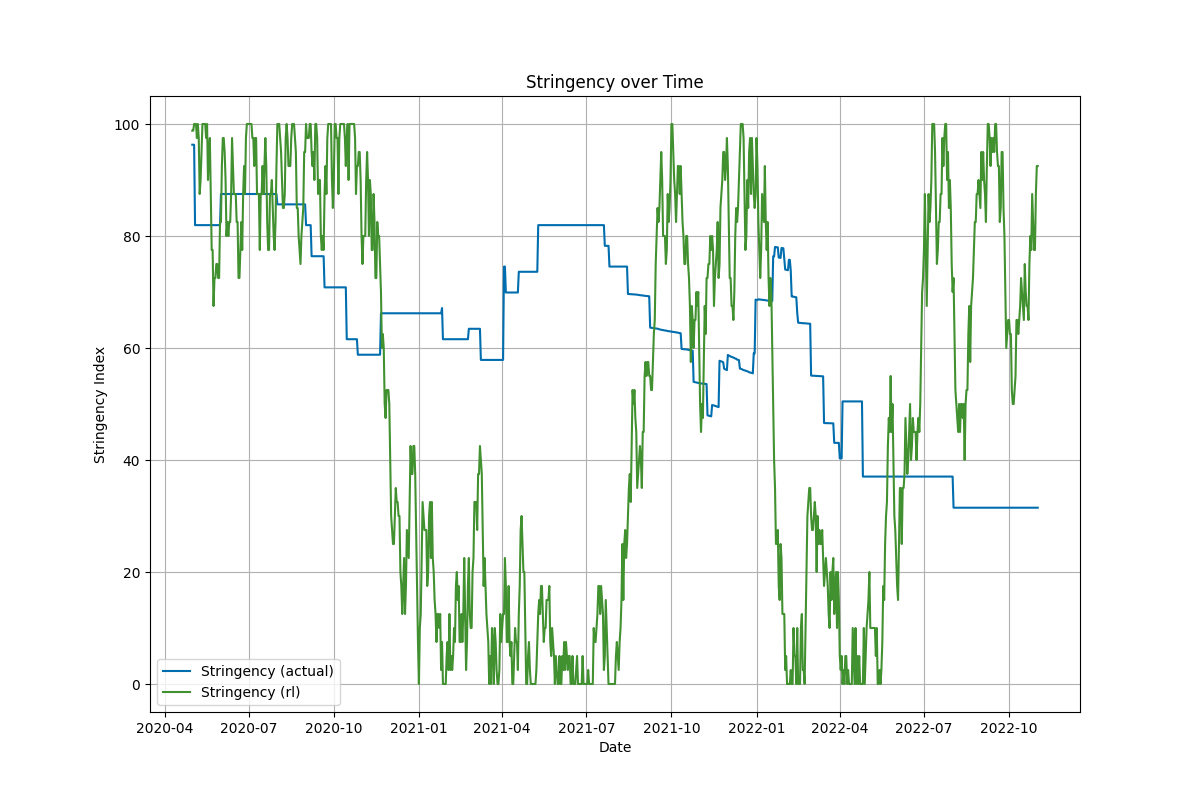 Stringency over Time
Stringency Index
100
80
60
40
20
0
Stringency (actual)
Stringency (rl)
2020-04 2020-07 2020-10 2021-01 2021-04 2021-07 2021-10 2022-01 2022-04 2022-07 2022-10
Date